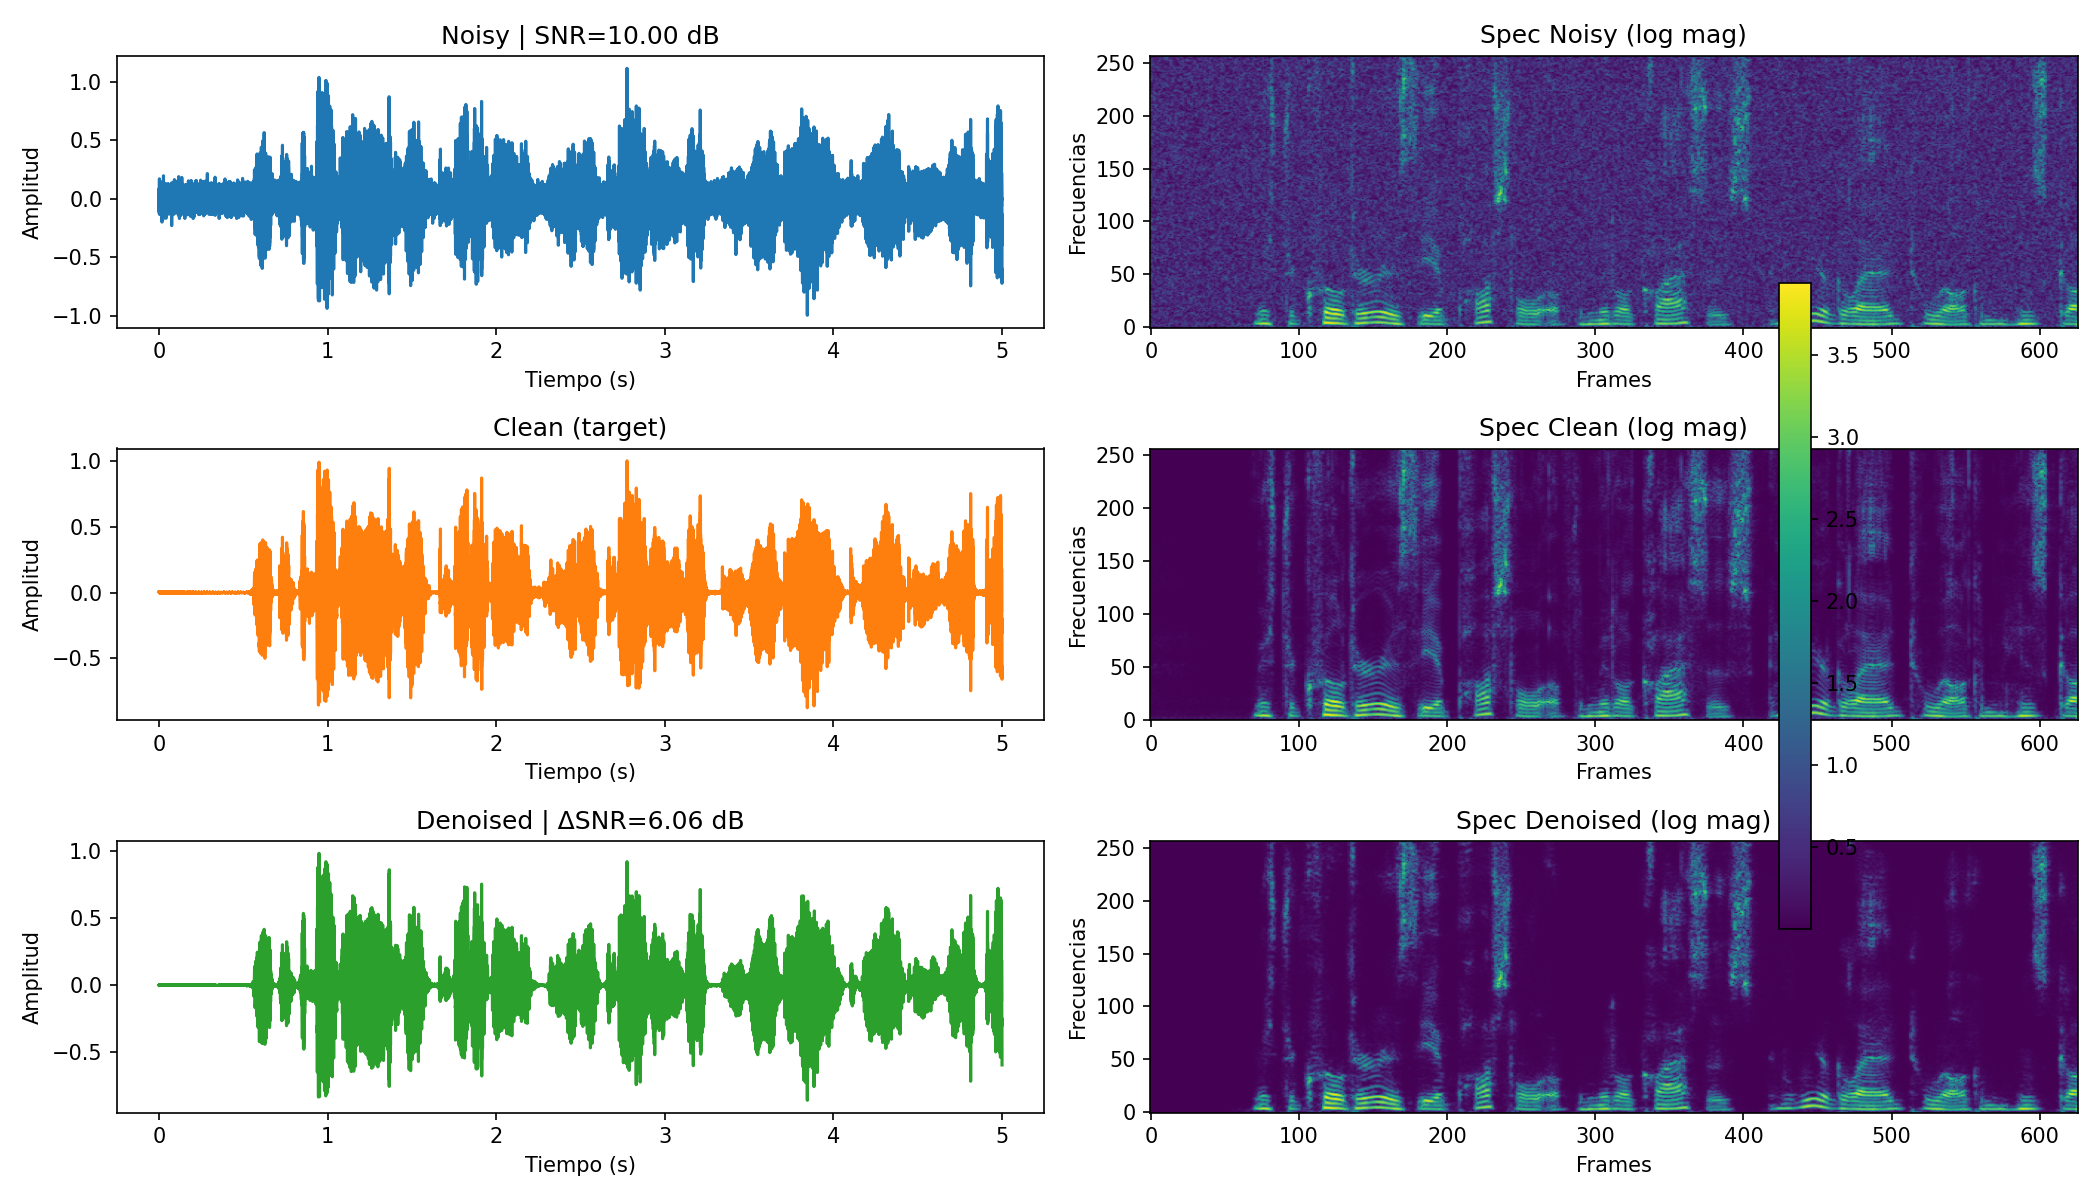 Noisy | SNR=10.00 dB
1.0
0.5
0.0
−0.5
−1.0
Amplitud
0 1 2 3 4 5
Tiempo (s)
Spec Noisy (log mag)
250
200
150
100
50
0
Frecuencias
0 100 200 300 400 500 600
Frames
Clean (target)
1.0
0.5
0.0
−0.5
Amplitud
0 1 2 3 4 5
Tiempo (s)
Spec Clean (log mag)
250
200
150
100
50
0
Frecuencias
0 100 200 300 400 500 600
Frames
Denoised | ΔSNR=6.06 dB
1.0
0.5
0.0
−0.5
Amplitud
0 1 2 3 4 5
Tiempo (s)
Spec Denoised (log mag)
250
200
150
100
50
0
Frecuencias
0 100 200 300 400 500 600
Frames
3.5
3.0
2.5
2.0
1.5
1.0
0.5